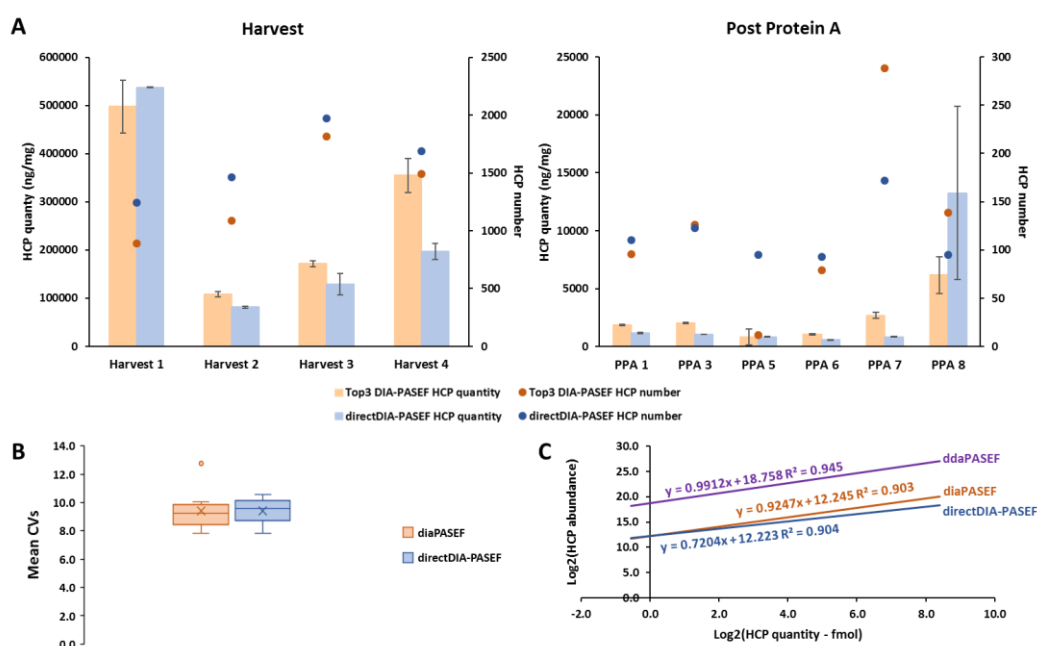 A
Harvest
Post Protein A
600000
500000
400000
300000
200000
100000
0
HCP quanty (ng/mg)
2500
2000
1500
1000
500
0
HCP number
Harvest 1
Harvest 2
Harvest 3
Harvest 4
25000
20000
15000
10000
5000
0
HCP quantity (ng/mg)
300
250
200
150
100
50
0
HCP number
PPA 1
PPA 3
PPA 5
PPA 6
PPA 7
PPA 8
Top3 DIA-PASEF HCP quantity
Top3 DIA-PASEF HCP number
directDIA-PASEF HCP quantity
directDIA-PASEF HCP number
B
14.0
12.0
10.0
8.0
6.0
4.0
2.0
0.0
Mean CVs
diaPASEF
directDIA-PASEF
C
30.0
25.0
20.0
15.0
10.0
5.0
0.0
Log2(HCP abundance)
ddaPASEF
y = 0.9912x + 18.758 R² = 0.945
y = 0.9247x + 12.245 R² = 0.903
diaPASEF
directDIA-PASEF
y = 0.7204x + 12.223 R² = 0.904
-2.0
0.0
2.0
4.0
6.0
8.0
10.0
Log2(HCP quantity - fmol)